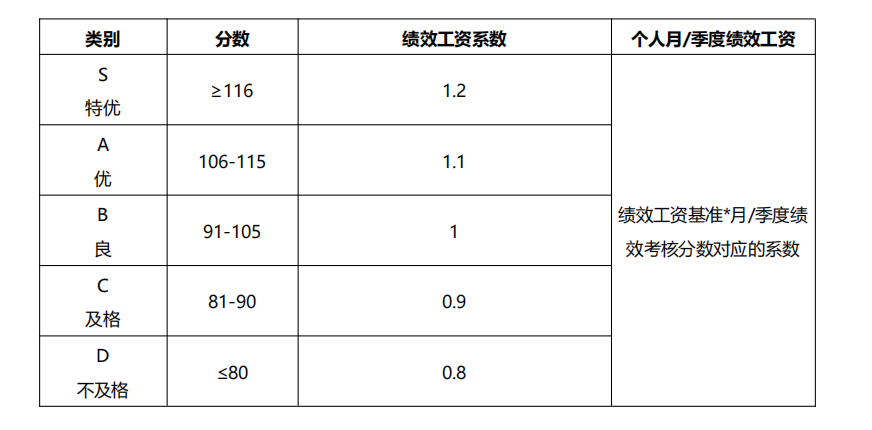 类别 分数 绩效工资系数 个人月/季度绩效工资
S
特优
≥116 1.2
A
优
106-115 1.1
B
良
91-105 1
绩效工资基准*月/季度绩
效考核分数对应的系数
C
及格
81-90 0.9
D
不及格
≤80 0.8